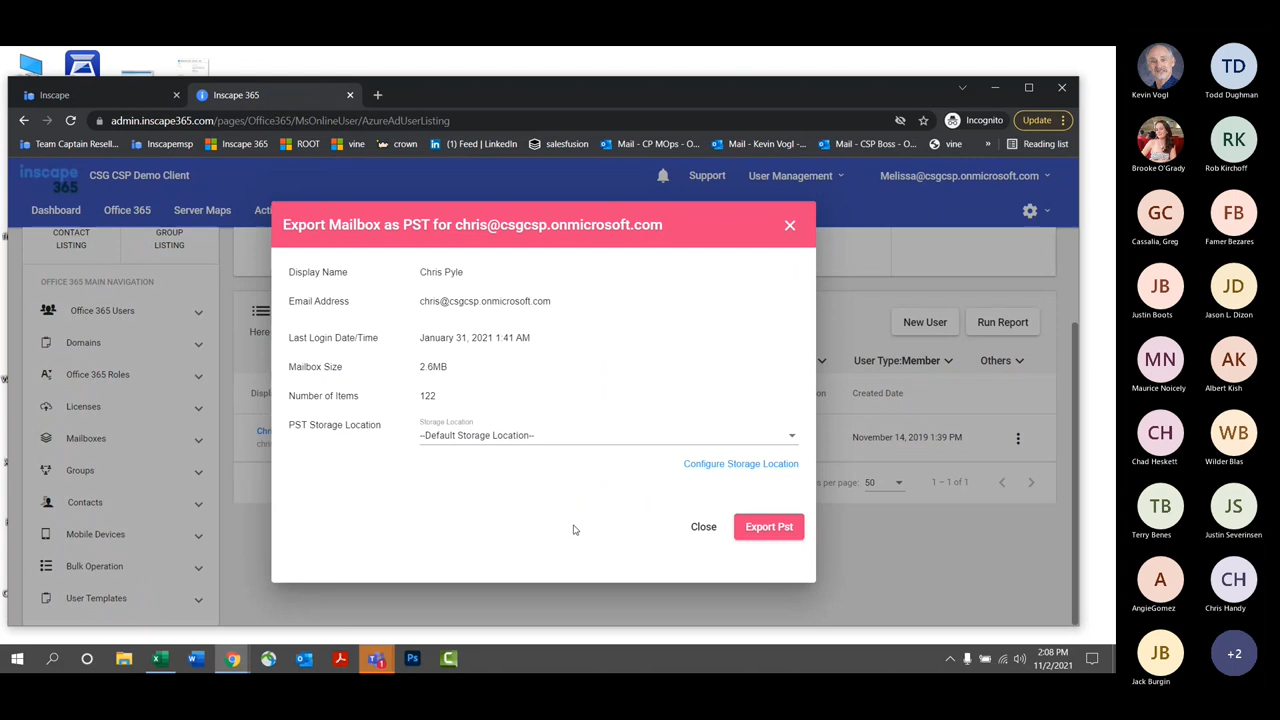 Inscape
Inscape 365
admin.inscape365.com/pages/Office365/MsOnlineUser/AzureAdUserListing
Incognito
Update
Team Captain Resell...
Inscapemsp
Inscape 365
ROOT
vine
crown
(1) Feed | LinkedIn
salesfusion
Mail - CP MOps - O...
Mail - Kevin Vogl -...
Mail - CSP Boss - O...
vine
»
Reading list
inscape
365
CSG CSP Demo Client
Support
User Management
Melissa@csgcsp.onmicrosoft.com
Dashboard
Office 365
Server Maps
Export Mailbox as PST for chris@csgcsp.onmicrosoft.com
CONTACT
LISTING
GROUP
LISTING
OFFICE 365 MAIN NAVIGATION
Office 365 Users
Domains
Office 365 Roles
Licenses
Mailboxes
Groups
Contacts
Mobile Devices
Bulk Operation
User Templates
Display Name
Chris Pyle
Email Address
chris@csgcsp.onmicrosoft.com
Last Login Date/Time
January 31, 2021 1:41 AM
Mailbox Size
2.6MB
Number of Items
122
PST Storage Location
Storage Location
--Default Storage Location--
Configure Storage Location
Close
Export Pst
New User
Run Report
User Type:Member
Others
Created Date
November 14, 2019 1:39 PM
50
1 – 1 of 1
2:08 PM
11/2/2021
Kevin Vogl
TD
Todd Dughman
Brooke O'Grady
RK
Rob Kirchoff
GC
Cassalia, Greg
FB
Famer Bezares
JB
Justin Boots
JD
Jason L. Dizon
MN
Maurice Nicely
AK
Albert Kish
CH
Chad Heskett
WB
Wilder Blas
TB
Terry Benes
JS
Justin Severinsen
A
AngieGomez
CH
Chris Handy
JB
Jack Burgin
+2